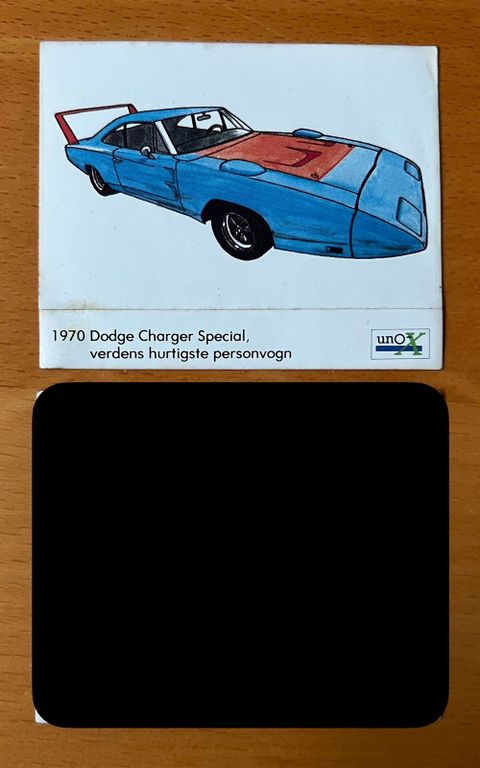 1970 Dodge Charger Special,
verdens hurtigste personvogn
unoX